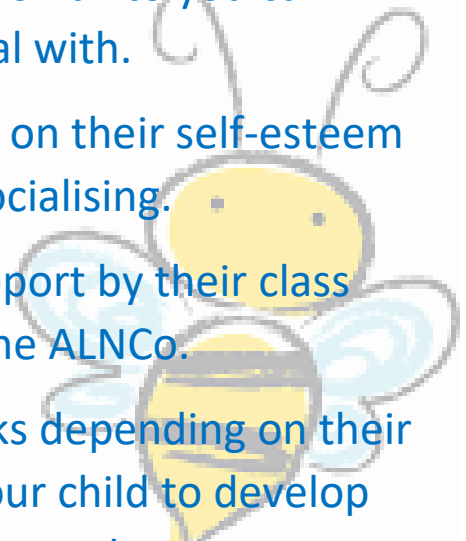 al with.
on their self-esteem
ocialising.
port by their class
ne ALNCo.
ks depending on their
our child to develop